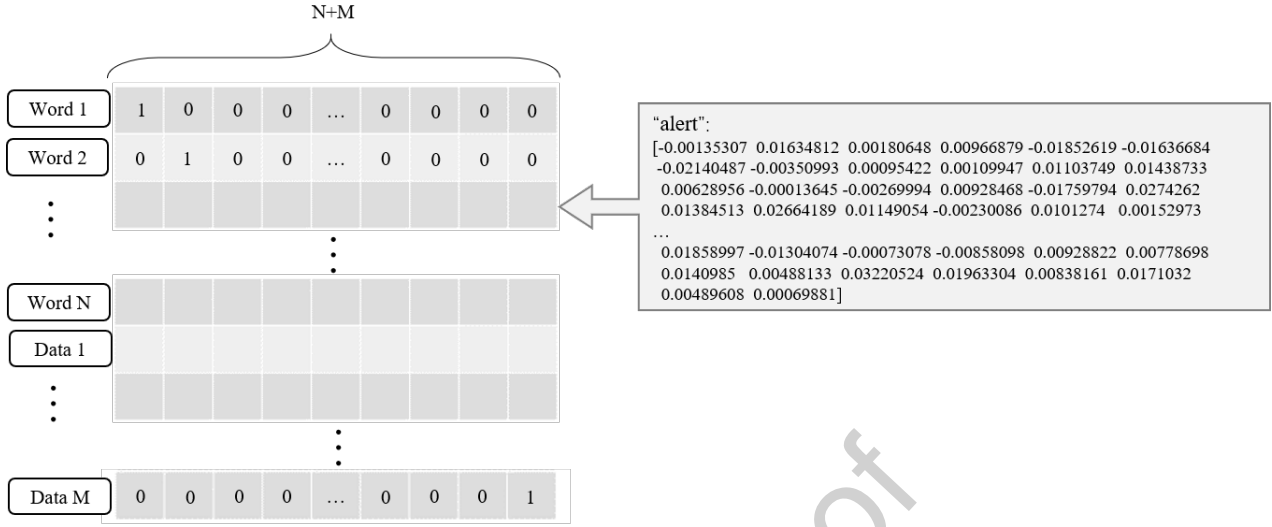 N+M
Word 1 1 0 0 0 … 0 0 0 0
Word 2 0 1 0 0 … 0 0 0 0
Word N
Data 1
Data M 0 0 0 0 … 0 0 0 1
“alert”:
[-0.00135307 0.01634812 0.00180648 0.00966879 -0.01852619 -0.01636684
-0.02140487 -0.00350993 0.00095422 0.00109947 0.01103749 0.01438733
0.00628956 -0.00013645 -0.00269994 0.00928468 -0.01759794 0.0274262
0.01384513 0.02664189 0.01149054 -0.00230086 0.0101274 0.00152973
…
0.01858997 -0.01304074 -0.00073078 -0.00858098 0.00928822 0.00778698
0.0140985 0.00488133 0.03220524 0.01963304 0.00838161 0.0171032
0.00489608 0.00069881]
of